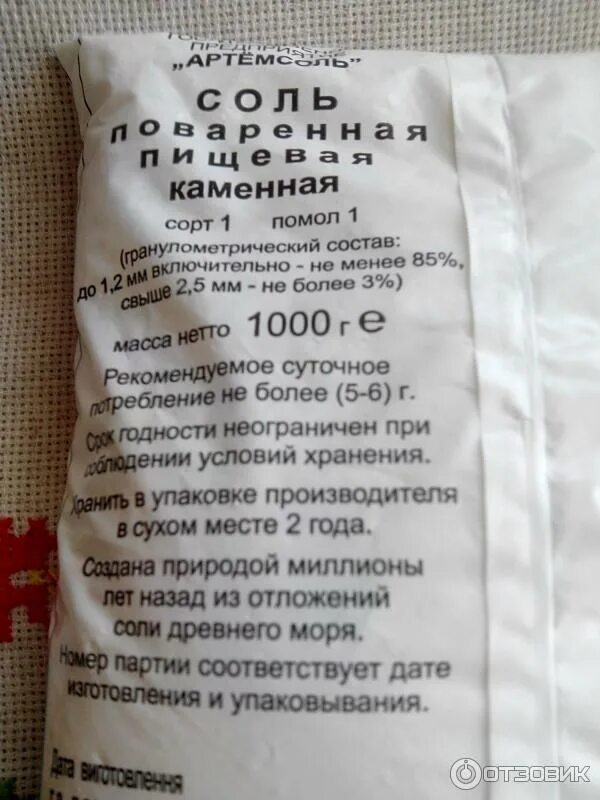 ПРЕДПРИЯТИЕ
„АРТЁМСОЛЬ"
СОЛЬ
поваренная
пищевая
каменная
сорт 1 помол 1
(гранулометрический состав:
до 1,2 мм включительно - не менее 85%,
свыше 2,5 мм - не более 3%)
масса нетто 1000 г е
Рекомендуемое суточное
потребление не более (5-6) г.
Срок годности неограничен при
соблюдении условий хранения.
Хранить в упаковке производителя
в сухом месте 2 года.
Создана природой миллионы
лет назад из отложений
соли древнего моря.
Номер партии соответствует дате
изготовления и упаковывания.
Дата виготовлення
ОТЗОВИК